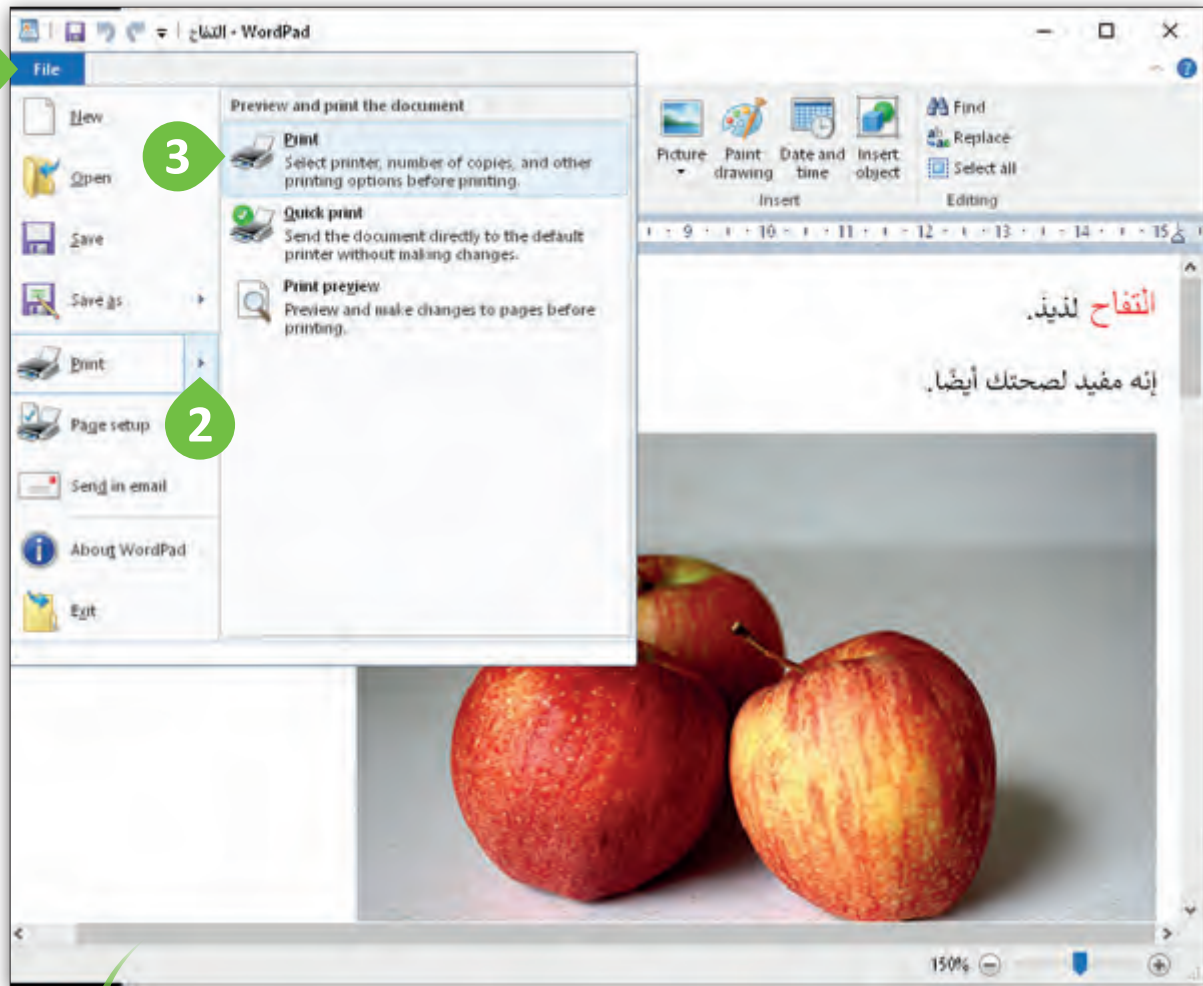 التفاح - WordPad
File
New
Open
Save
Save as
Print
Page setup
Send in email
About WordPad
Exit
Preview and print the document
Print
Select printer, number of copies, and other
printing options before printing.
Quick print
Send the document directly to the default
printer without making changes.
Print preview
Preview and make changes to pages before
printing.
3
2
Picture
Paint
drawing
Date and
time
Insert
object
Insert
Find
Replace
Select all
Editing
9 10 11 12 13 14 15
التفاح لذيذ.
إنه مفيد لصحتك أيضًا.
150%